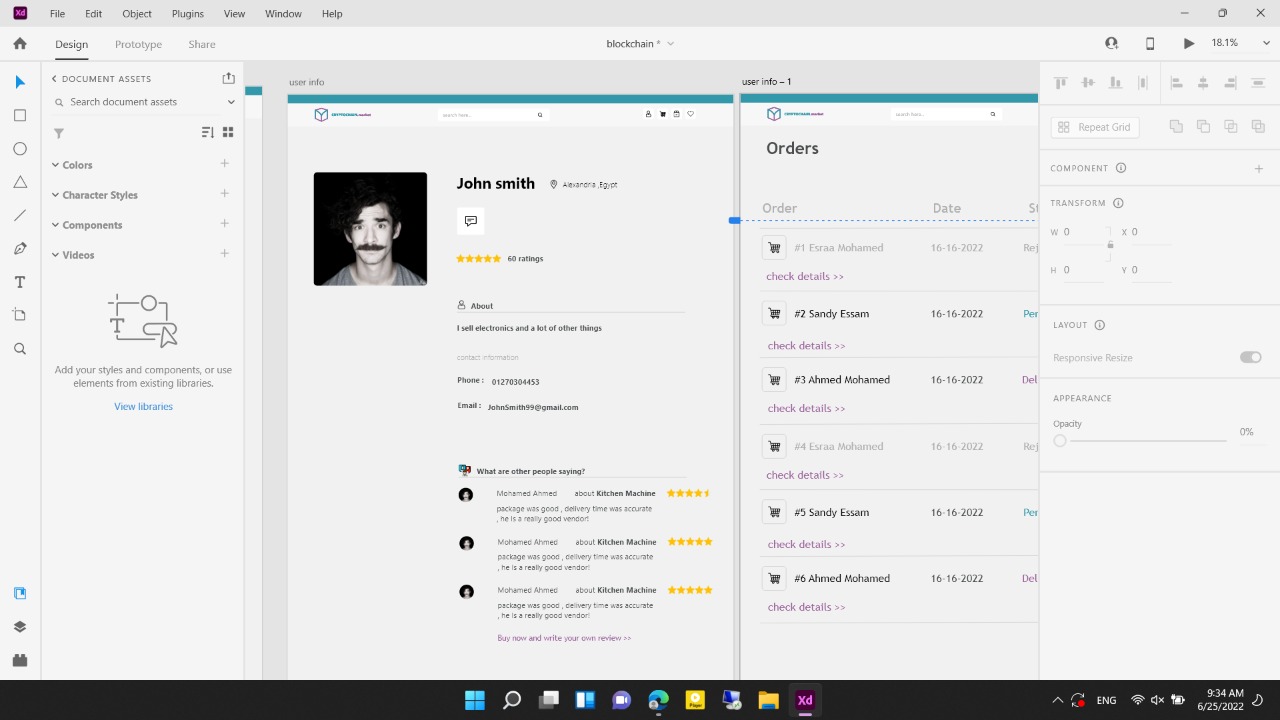 Xd File Edit Object Plugins View Window Help
Design Prototype Share blockchain * 18.1%
DOCUMENT ASSETS
Search document assets
Colors
Character Styles
Components
Videos
Add your styles and components, or use
elements from existing libraries.
View libraries
user info
CRYPTOCHAIN.market search here...
John smith Alexandria ,Egypt
60 ratings
About
I sell electronics and a lot of other things
contact information
Phone : 01270304453
Email : JohnSmith99@gmail.com
What are other people saying?
Mohamed Ahmed about Kitchen Machine
package was good , delivery time was accurate
, he is a really good vendor!
Mohamed Ahmed about Kitchen Machine
package was good , delivery time was accurate
, he is a really good vendor!
Mohamed Ahmed about Kitchen Machine
package was good , delivery time was accurate
, he is a really good vendor!
Buy now and write your own review >>
user info – 1
CRYPTOCHAIN.market search here...
Orders
Order Date St
#1 Esraa Mohamed 16-16-2022 Rej
check details >>
#2 Sandy Essam 16-16-2022 Per
check details >>
#3 Ahmed Mohamed 16-16-2022 Del
check details >>
#4 Esraa Mohamed 16-16-2022 Rej
check details >>
#5 Sandy Essam 16-16-2022 Per
check details >>
#6 Ahmed Mohamed 16-16-2022 Del
check details >>
Repeat Grid
COMPONENT
TRANSFORM
W 0 X 0
H 0 Y 0
LAYOUT
Responsive Resize
APPEARANCE
Opacity
0%
Player Xd ENG 9:34 AM
6/25/2022